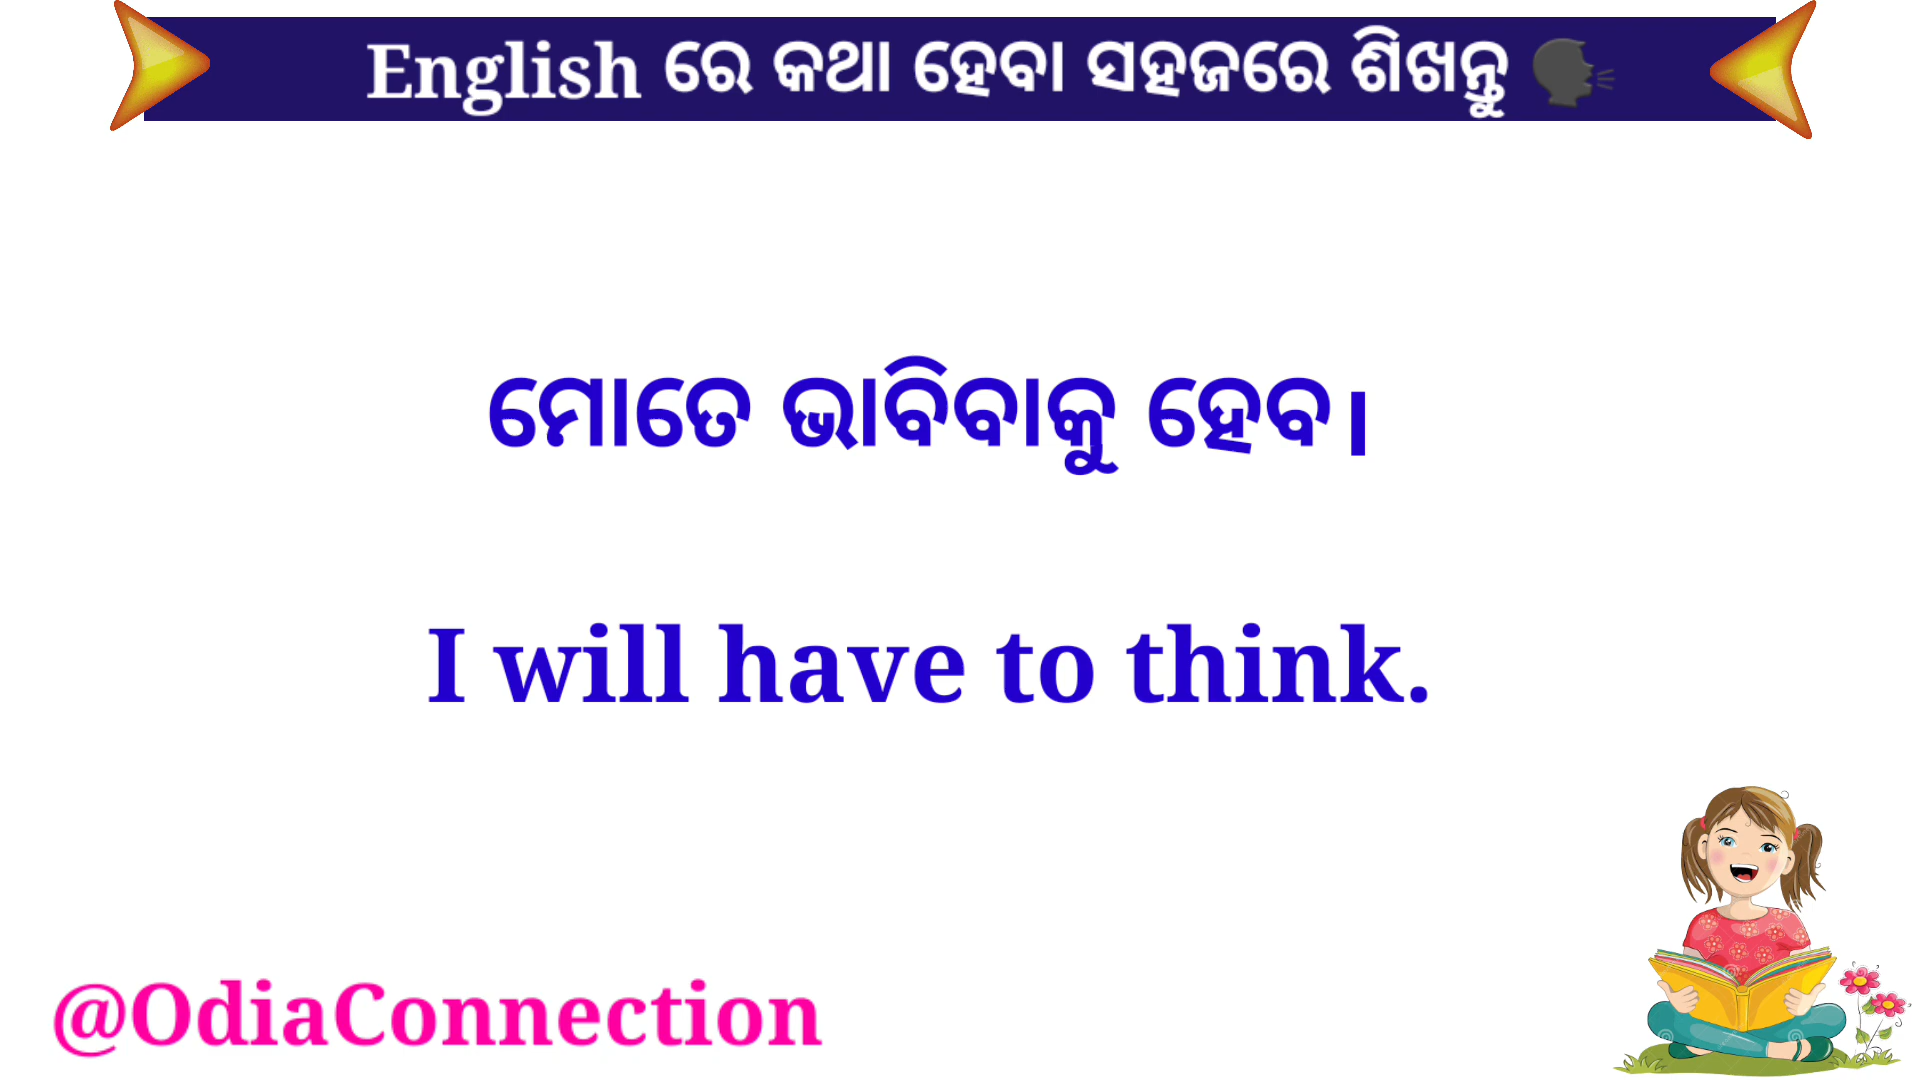 English ରେ କଥା ହେବା ସହଜରେ ଶିଖନ୍ତୁ 🗣
ମୋତେ ଭାବିବାକୁ ହେବ।
I will have to think.
@OdiaConnection